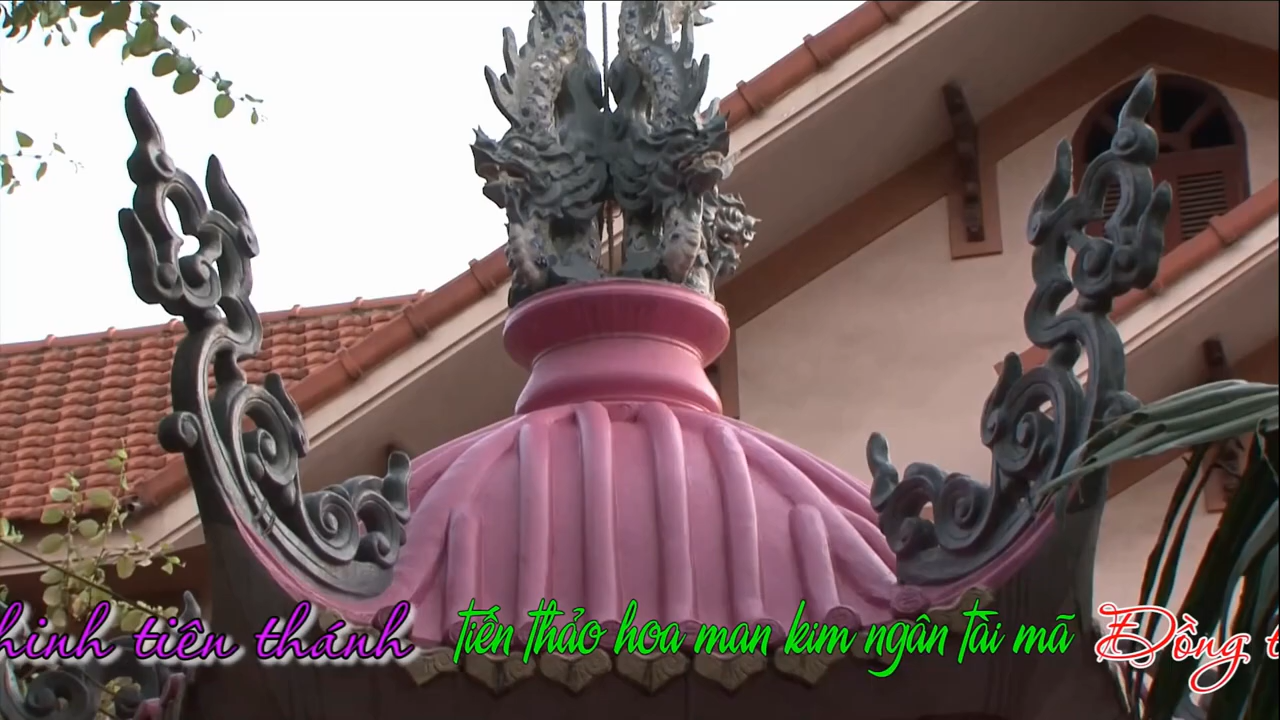 hinh tiên thánh tiến thảo hoa man kim ngân tài mã Đồng t